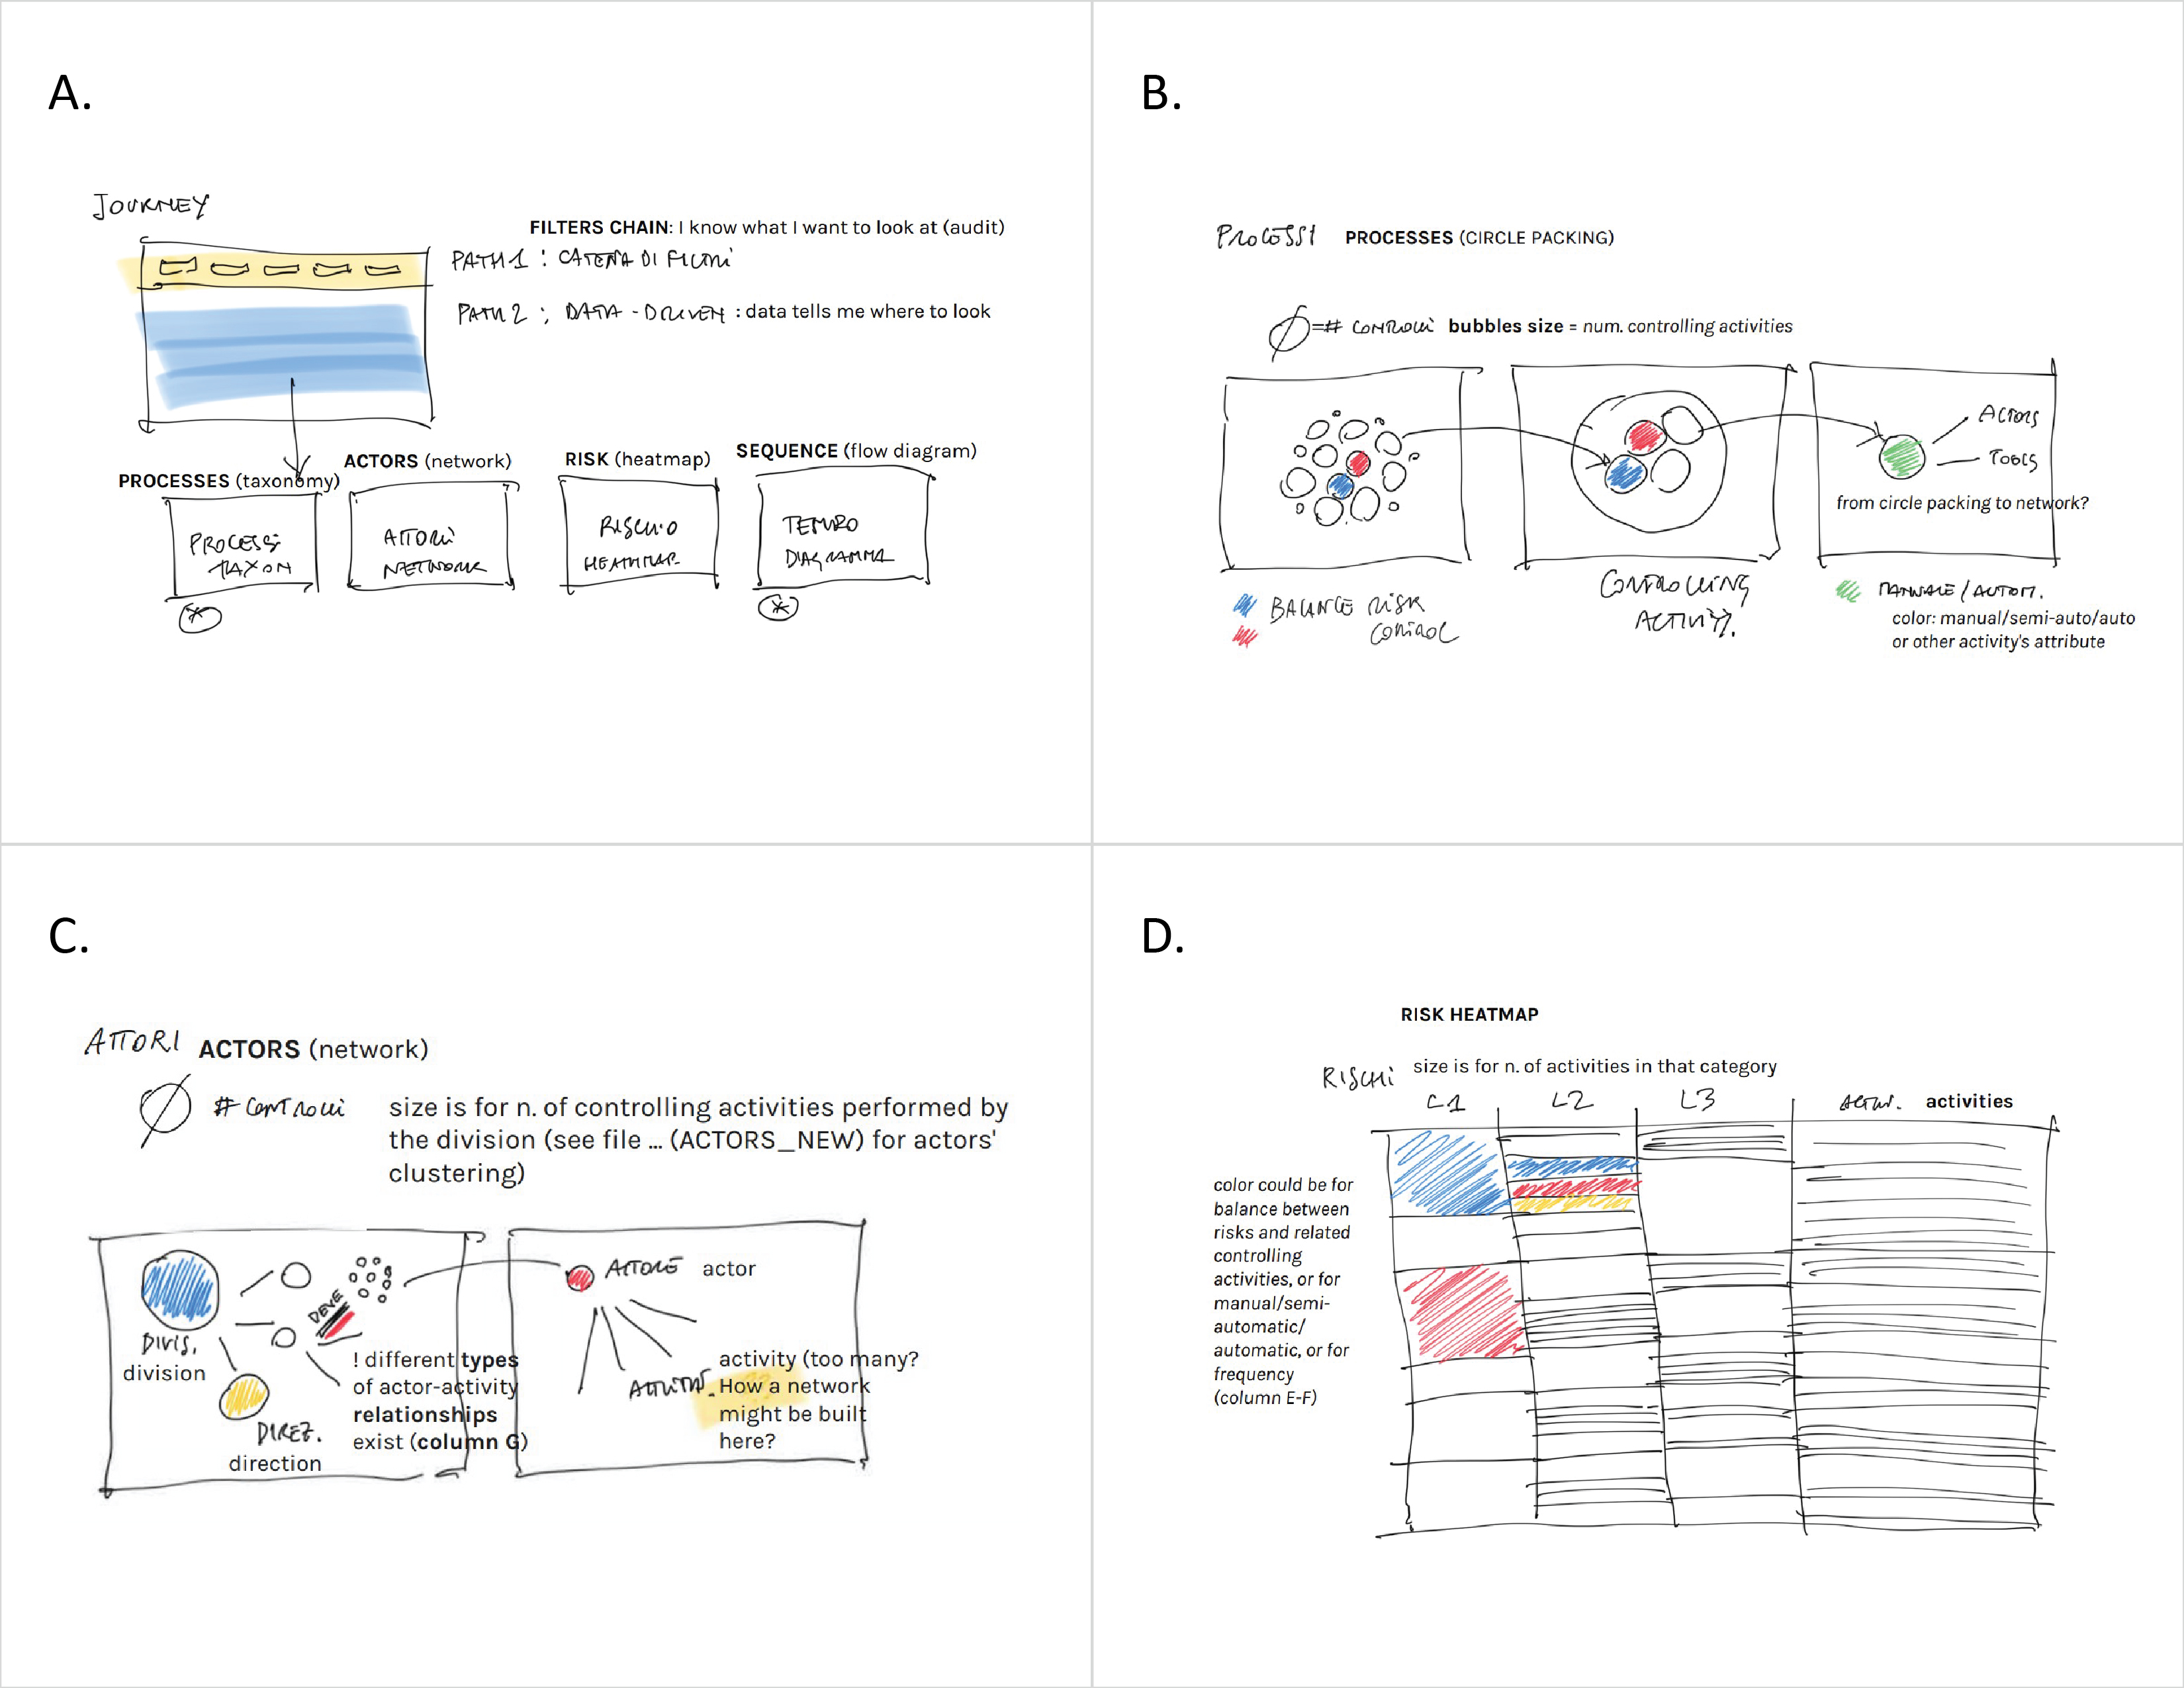 A.
JOURNEY
FILTERS CHAIN: I know what I want to look at (audit)
PATH 1 : CATENA DI FILTRI
PATH 2 : DATA - DRIVEN : data tells me where to look
PROCESSES (taxonomy)
ACTORS (network)
RISK (heatmap)
SEQUENCE (flow diagram)
PROCESSI
TAXON
ATTORI
NETWORK
RISCHIO
HEATMAP
TEMPO
DIAGRAMMA
*
*
B.
PROCESSI PROCESSES (CIRCLE PACKING)
Ø=# CONTROLLI bubbles size = num. controlling activities
ACTORS
TOOLS
from circle packing to network?
BALANCE RISK
CONTROL
CONTROLLING
ACTIVITY.
MANUALE / AUTOM.
color: manual/semi-auto/auto
or other activity's attribute
C.
ATTORI ACTORS (network)
Ø # CONTROLLI size is for n. of controlling activities performed by
the division (see file ... (ACTORS_NEW) for actors'
clustering)
DIVIS.
division
DIREZ.
direction
! different types
of actor-activity
relationships
exist (column G)
ATTORE actor
activity (too many?
How a network
might be built
here?
D.
RISK HEATMAP
RISCHI size is for n. of activities in that category
L1 L2 L3 activities
color could be for
balance between
risks and related
controlling
activities, or for
manual/semi-
automatic/
automatic, or for
frequency
(column E-F)